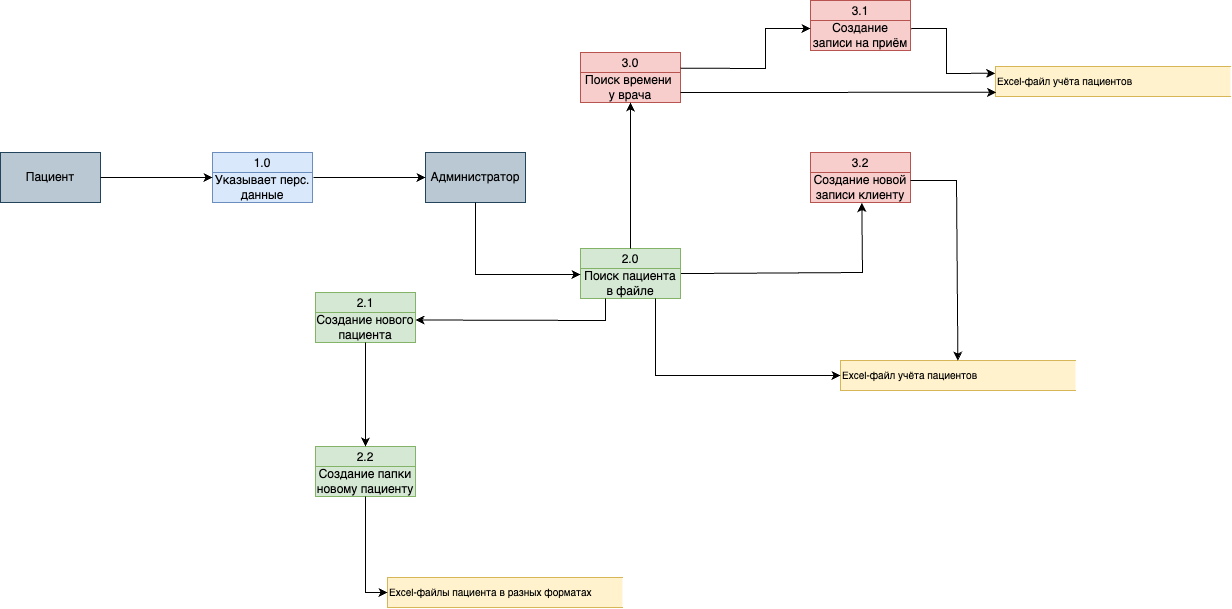 3.1
Создание
записи на приём
3.0
Поиск времени
у врача
Excel-файл учёта пациентов
Пациент
1.0
Указывает перс.
данные
Администратор
3.2
Создание новой
записи клиенту
2.0
Поиск пациента
в файле
2.1
Создание нового
пациента
Excel-файл учёта пациентов
2.2
Создание папки
новому пациенту
Excel-файлы пациента в разных форматах